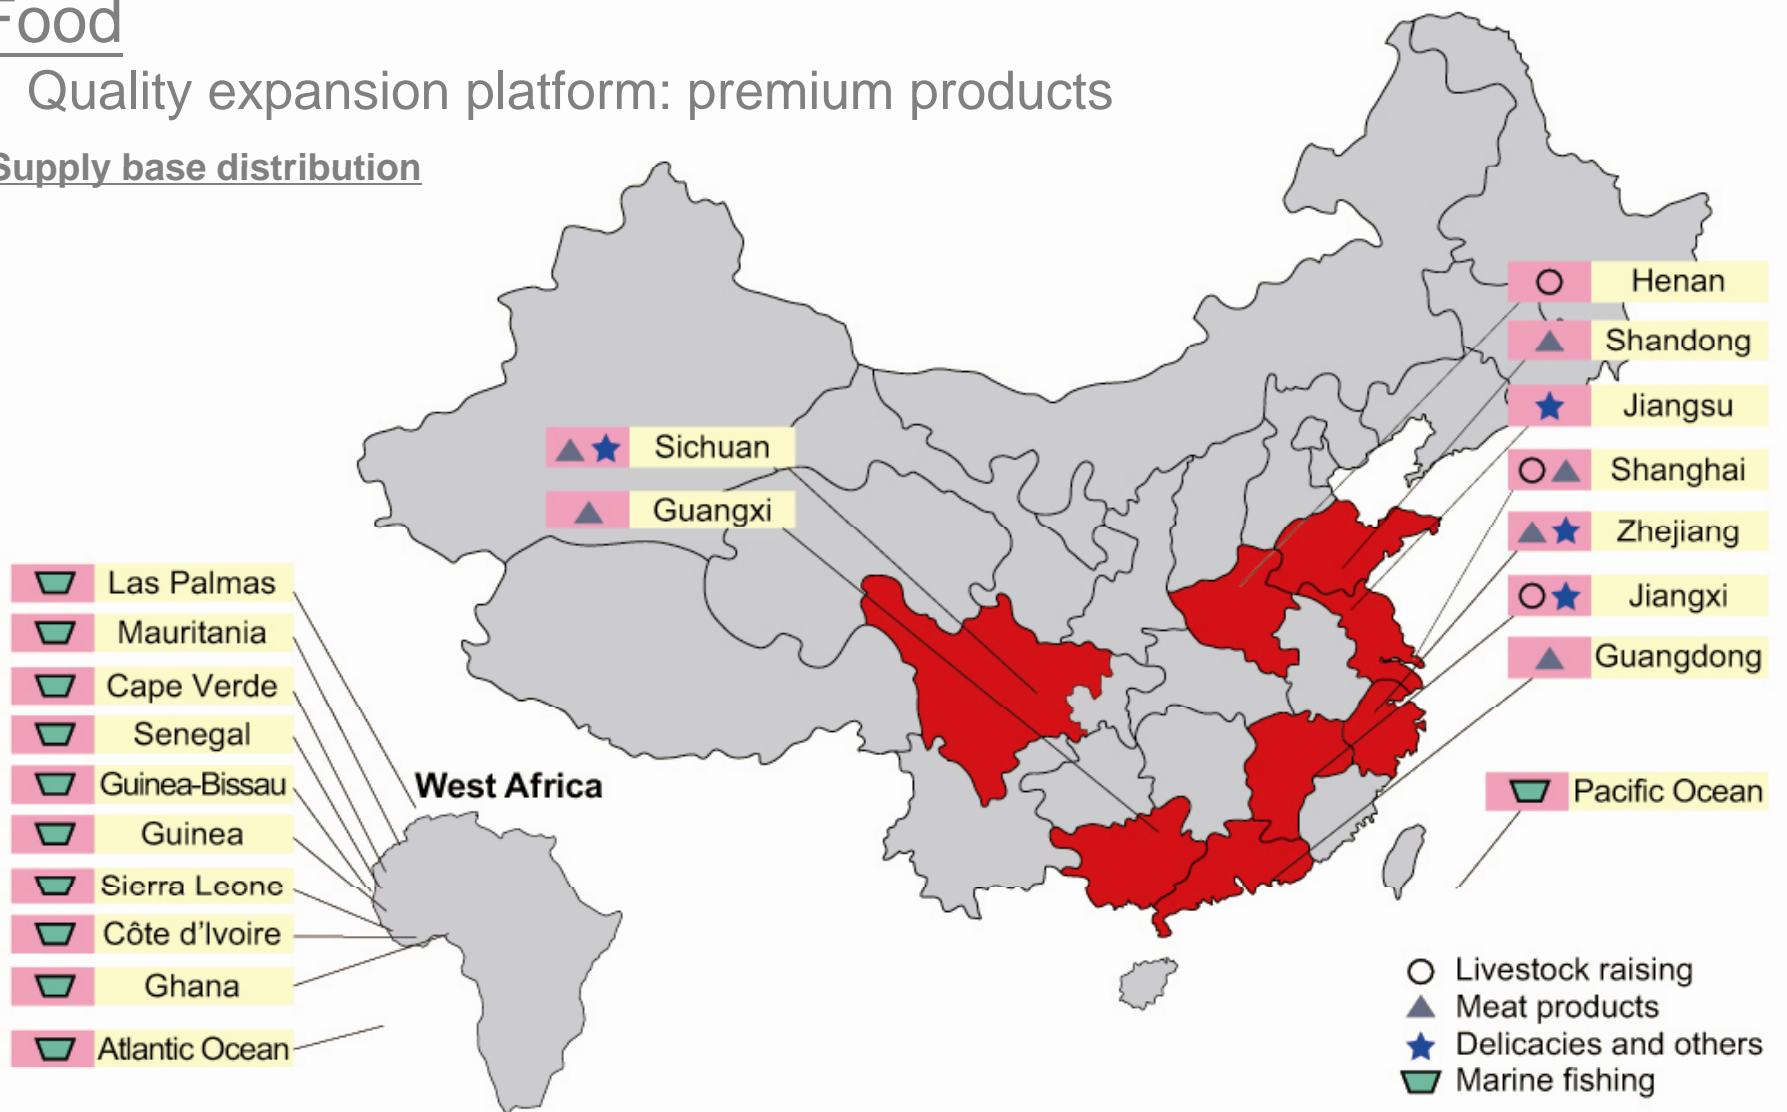 Food
Quality expansion platform: premium products
Supply base distribution
Henan
Shandong
Jiangsu
Shanghai
Zhejiang
Jiangxi
Guangdong
Sichuan
Guangxi
Las Palmas
Mauritania
Cape Verde
Senegal
Guinea-Bissau
Guinea
Sierra Leone
Côte d'Ivoire
Ghana
Atlantic Ocean
West Africa
Pacific Ocean
Livestock raising
Meat products
Delicacies and others
Marine fishing